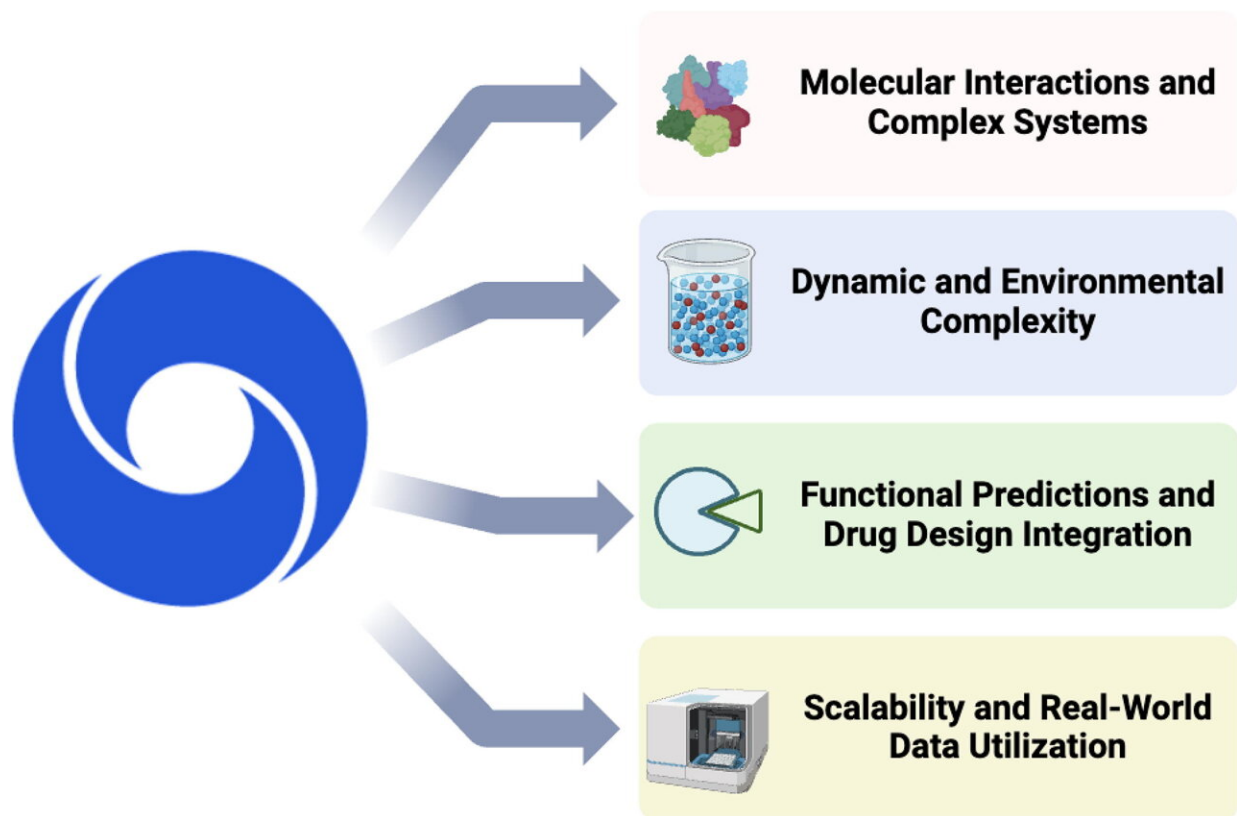 Molecular Interactions and
Complex Systems
Dynamic and Environmental
Complexity
Functional Predictions and
Drug Design Integration
Scalability and Real-World
Data Utilization